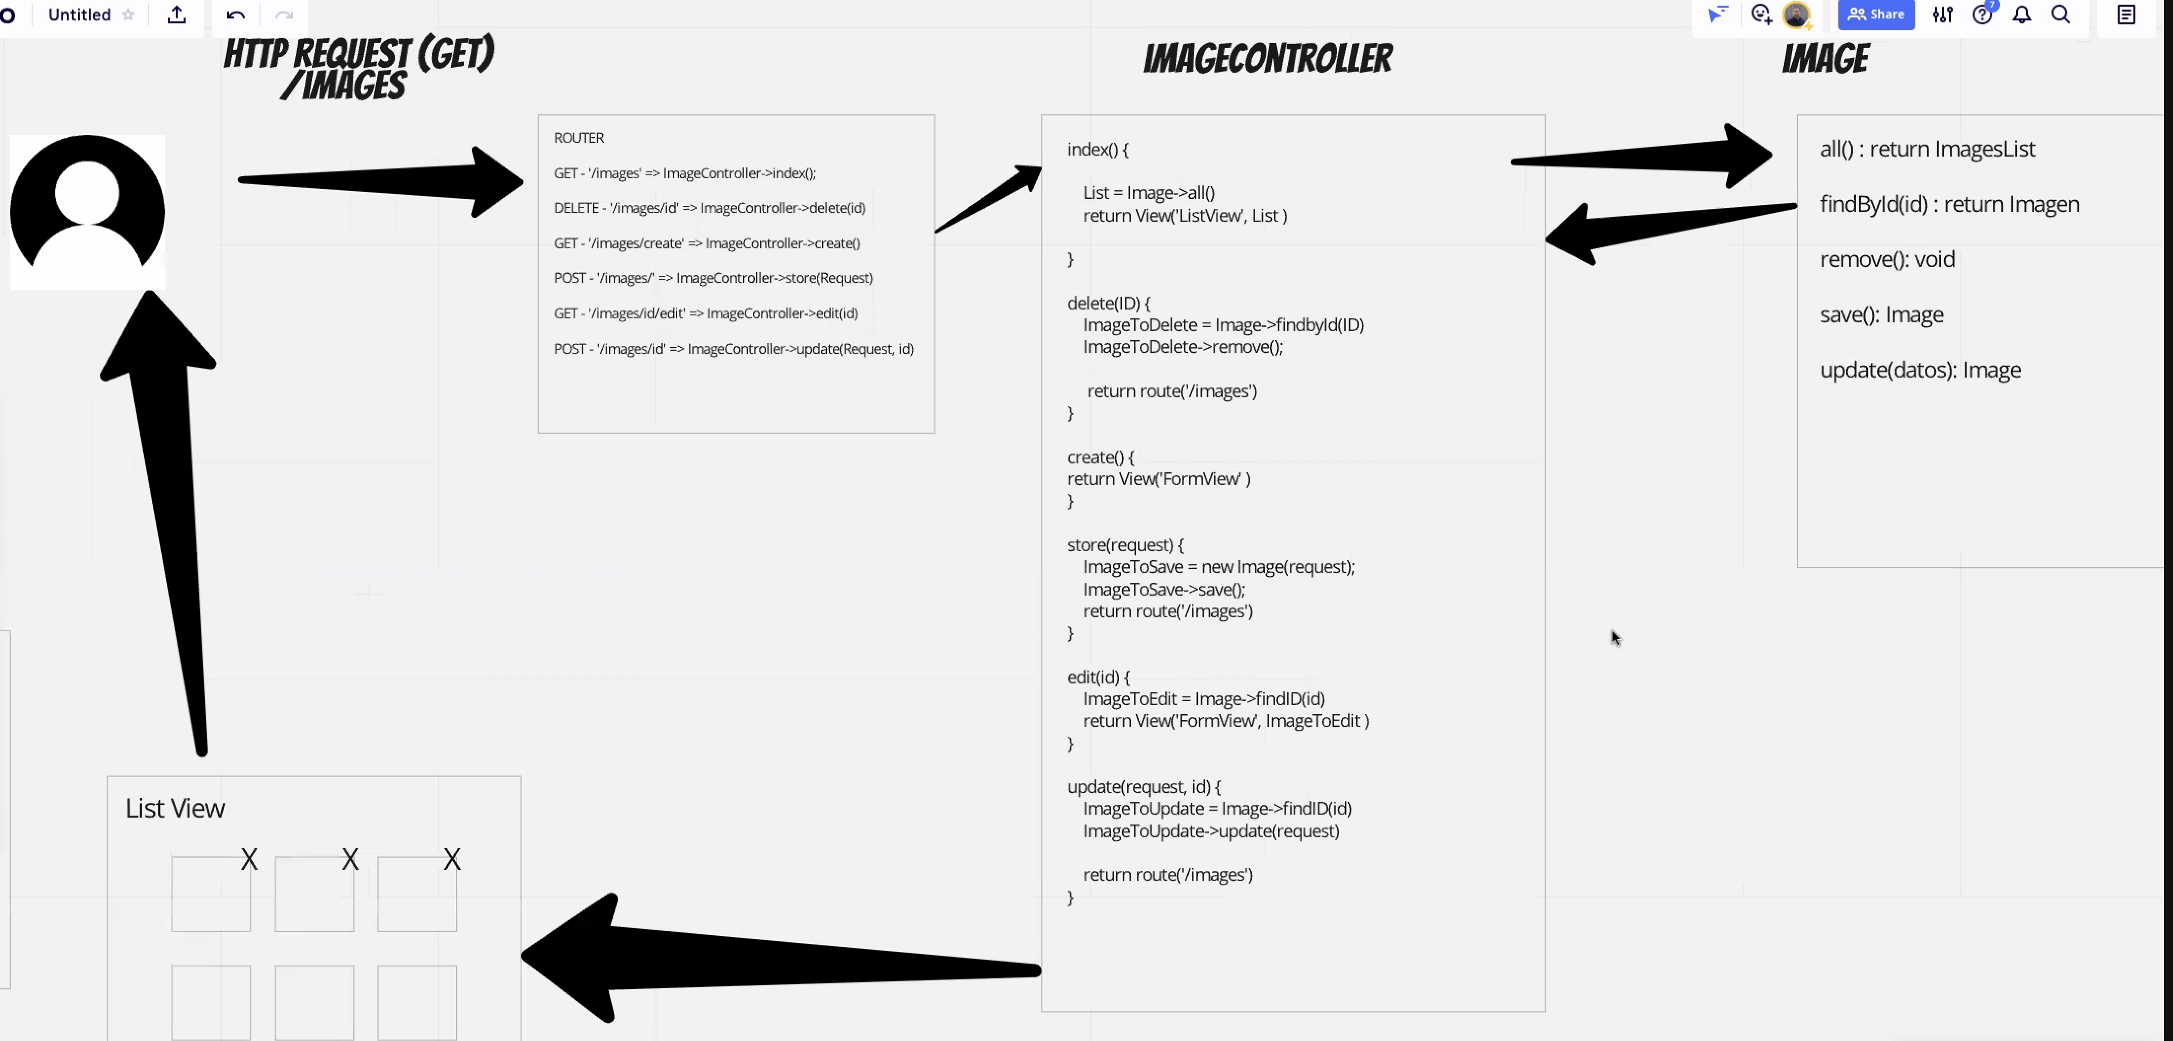 Untitled
Share
7
HTTP REQUEST (GET)
/IMAGES
IMAGECONTROLLER
IMAGE
ROUTER
GET - '/images' => ImageController->index();
DELETE - '/images/id' => ImageController->delete(id)
GET - '/images/create' => ImageController->create()
POST - '/images/' => ImageController->store(Request)
GET - '/images/id/edit' => ImageController->edit(id)
POST - '/images/id' => ImageController->update(Request, id)
index() {
List = Image->all()
return View('ListView', List )
}
delete(ID) {
ImageToDelete = Image->findbyId(ID)
ImageToDelete->remove();
return route('/images')
}
create() {
return View('FormView' )
}
store(request) {
ImageToSave = new Image(request);
ImageToSave->save();
return route('/images')
}
edit(id) {
ImageToEdit = Image->findID(id)
return View('FormView', ImageToEdit )
}
update(request, id) {
ImageToUpdate = Image->findID(id)
ImageToUpdate->update(request)
return route('/images')
}
all() : return ImagesList
findById(id) : return Imagen
remove(): void
save(): Image
update(datos): Image
List View
X X X